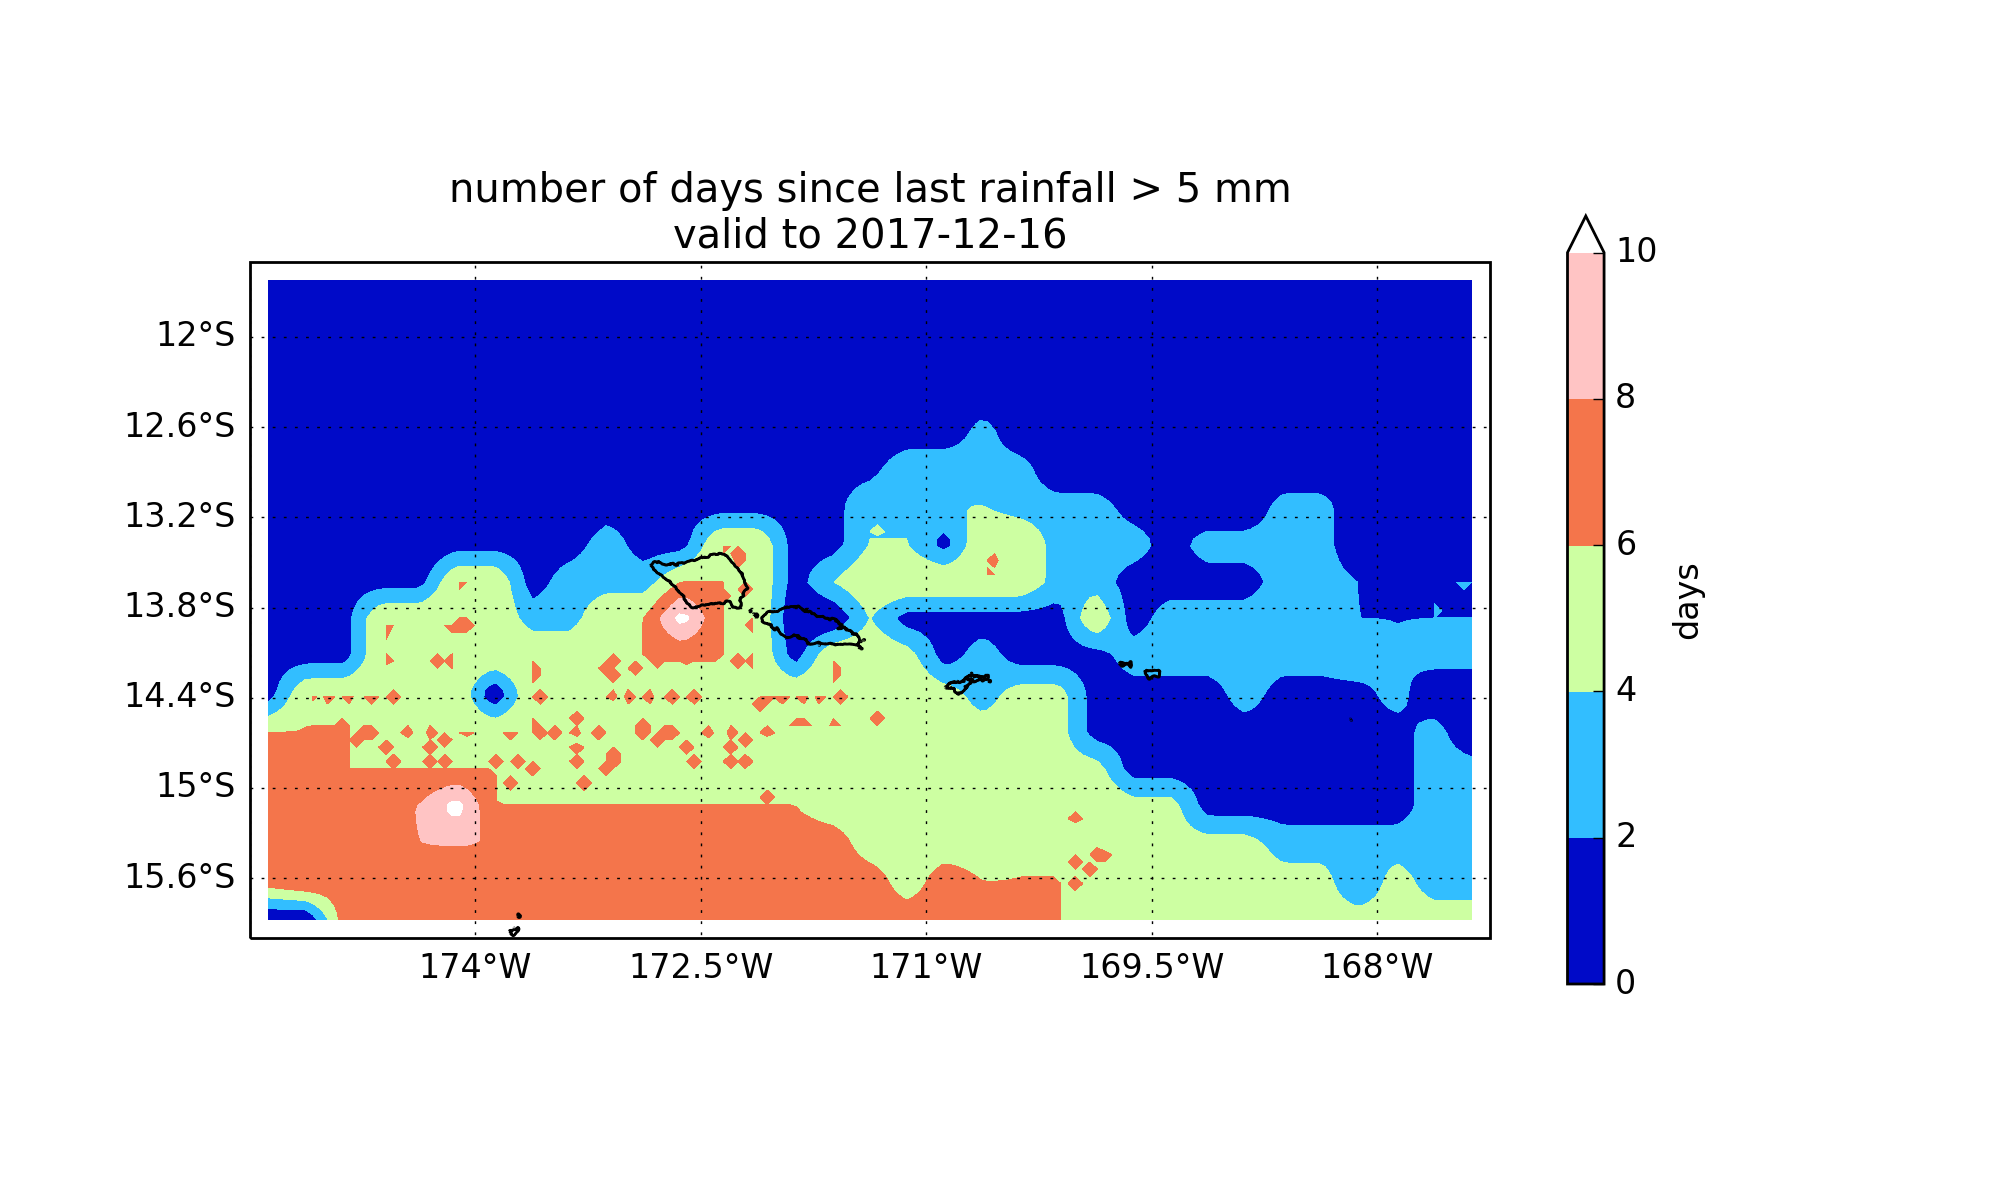 number of days since last rainfall > 5 mm
valid to 2017-12-16
12°S
12.6°S
13.2°S
13.8°S
14.4°S
15°S
15.6°S
174°W
172.5°W
171°W
169.5°W
168°W
10
8
6
4
2
0
days